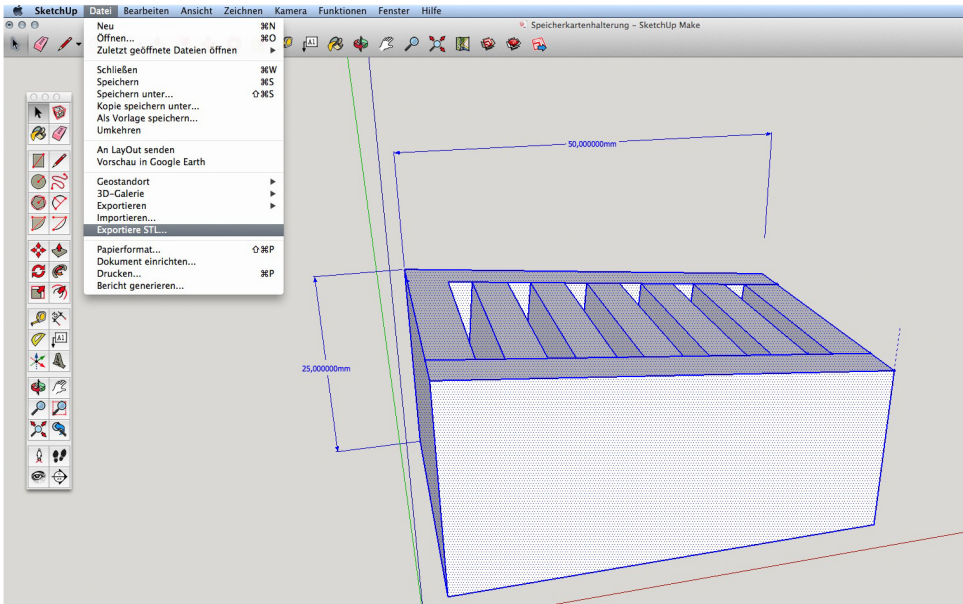 SketchUp Datei Bearbeiten Ansicht Zeichnen Kamera Funktionen Fenster Hilfe
Speicherkartenhalterung – SketchUp Make
Neu ⌘N
Öffnen... ⌘O
Zuletzt geöffnete Dateien öffnen ▶
Schließen ⌘W
Speichern ⌘S
Speichern unter... ⇧⌘S
Kopie speichern unter...
Als Vorlage speichern...
Umkehren
An LayOut senden
Vorschau in Google Earth
Geostandort ▶
3D-Galerie ▶
Exportieren ▶
Importieren...
Exportiere STL...
Papierformat... ⇧⌘P
Dokument einrichten...
Drucken... ⌘P
Bericht generieren...
A1
A1
50,000000mm
25,000000mm